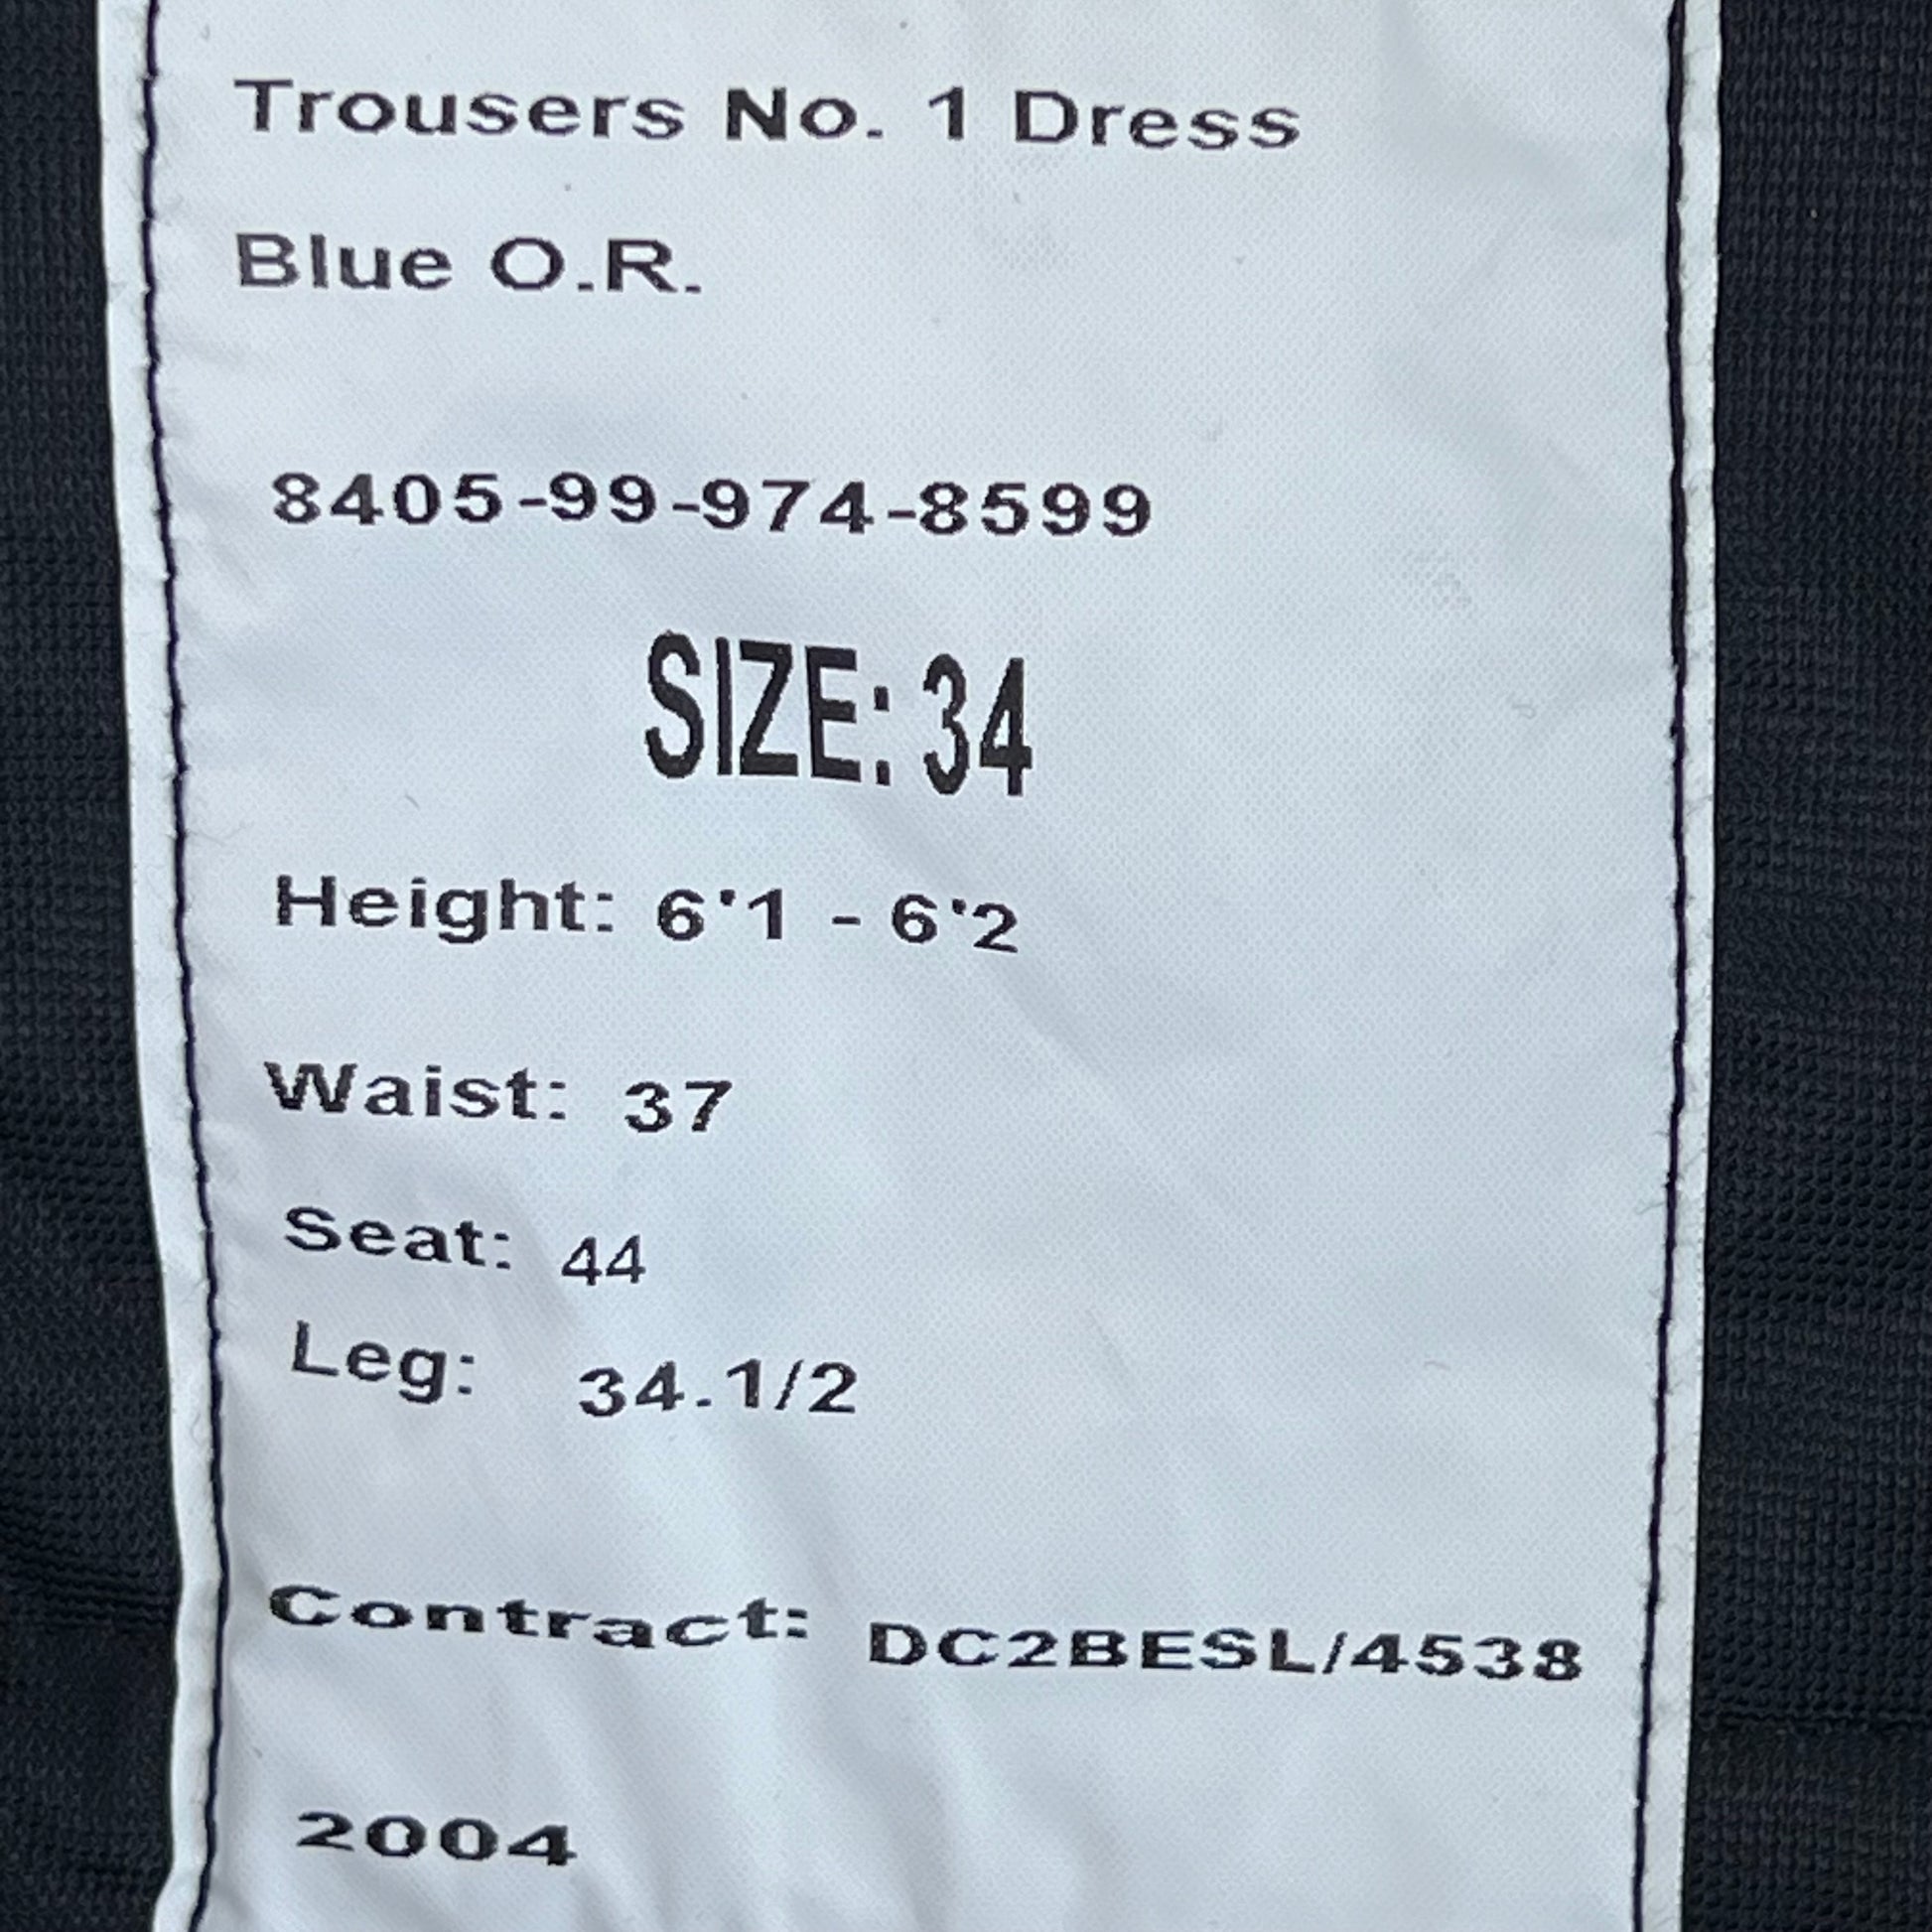 Trousers No. 1 Dress
Blue O.R.
8405-99-974-8599
SIZE: 34
Height: 6'1 - 6'2
Waist: 37
Seat: 44
Leg: 34.1/2
Contract: DC2BESL/4538
2004